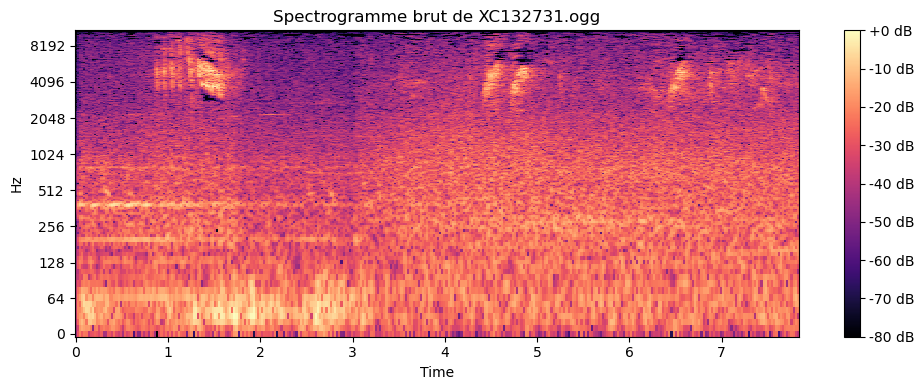 Spectrogramme brut de XC132731.ogg
8192
4096
2048
1024
512
256
128
64
0
Hz
0 1 2 3 4 5 6 7
Time
+0 dB
-10 dB
-20 dB
-30 dB
-40 dB
-50 dB
-60 dB
-70 dB
-80 dB